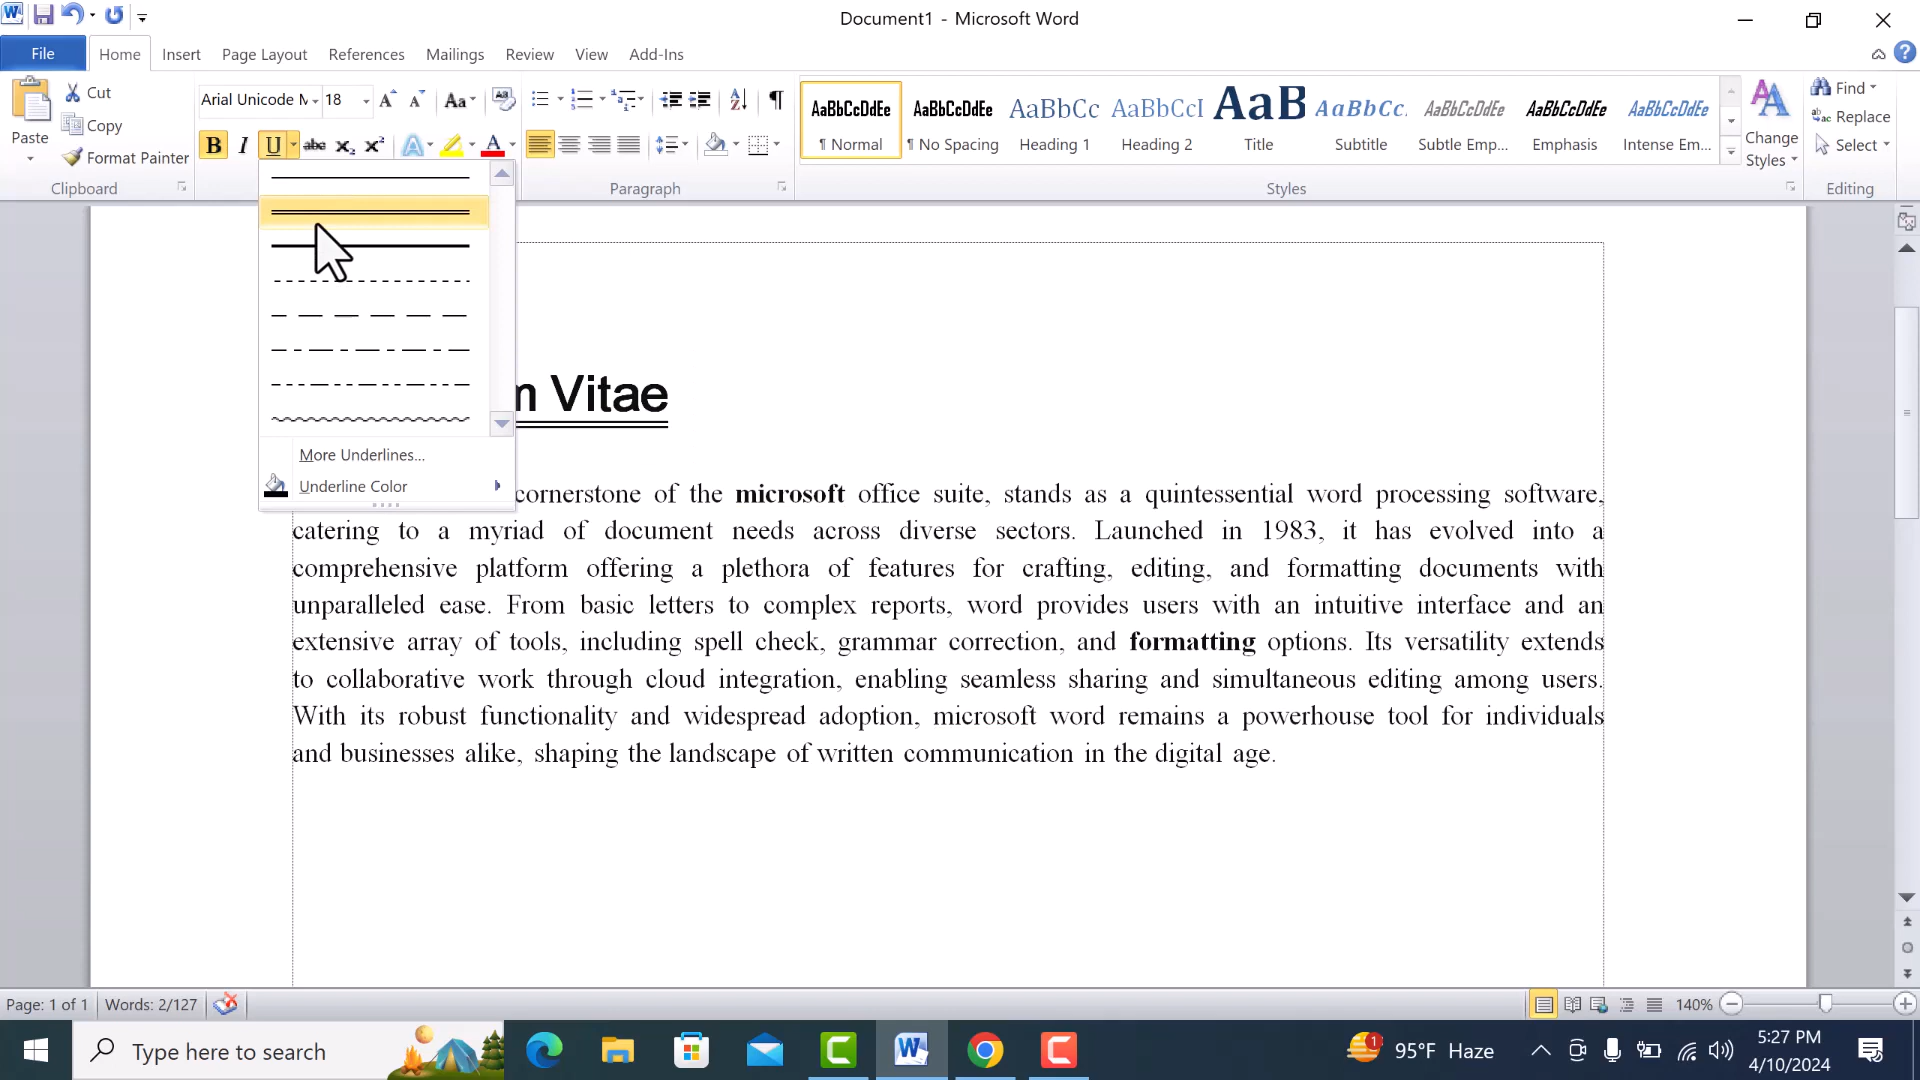 Document1 - Microsoft Word
File Home Insert Page Layout References Mailings Review View Add-Ins
Paste
Cut
Copy
Format Painter
Clipboard
Arial Unicode M 18
Aa
B I U abc x₂ x² A A
Paragraph
AaBbCcDdEe AaBbCcDdEe AaBbCc AaBbCcI AaB AaBbCc. AaBbCcDdEe AaBbCcDdEe AaBbCcDdEe
¶ Normal ¶ No Spacing Heading 1 Heading 2 Title Subtitle Subtle Emp... Emphasis Intense Em...
Change
Styles
Styles
Find
Replace
Select
Editing
More Underlines...
Underline Color
Vitae
cornerstone of the microsoft office suite, stands as a quintessential word processing software,
catering to a myriad of document needs across diverse sectors. Launched in 1983, it has evolved into a
comprehensive platform offering a plethora of features for crafting, editing, and formatting documents with
unparalleled ease. From basic letters to complex reports, word provides users with an intuitive interface and an
extensive array of tools, including spell check, grammar correction, and formatting options. Its versatility extends
to collaborative work through cloud integration, enabling seamless sharing and simultaneous editing among users.
With its robust functionality and widespread adoption, microsoft word remains a powerhouse tool for individuals
and businesses alike, shaping the landscape of written communication in the digital age.
Page: 1 of 1 Words: 2/127
140%
Type here to search
95°F Haze
5:27 PM
4/10/2024